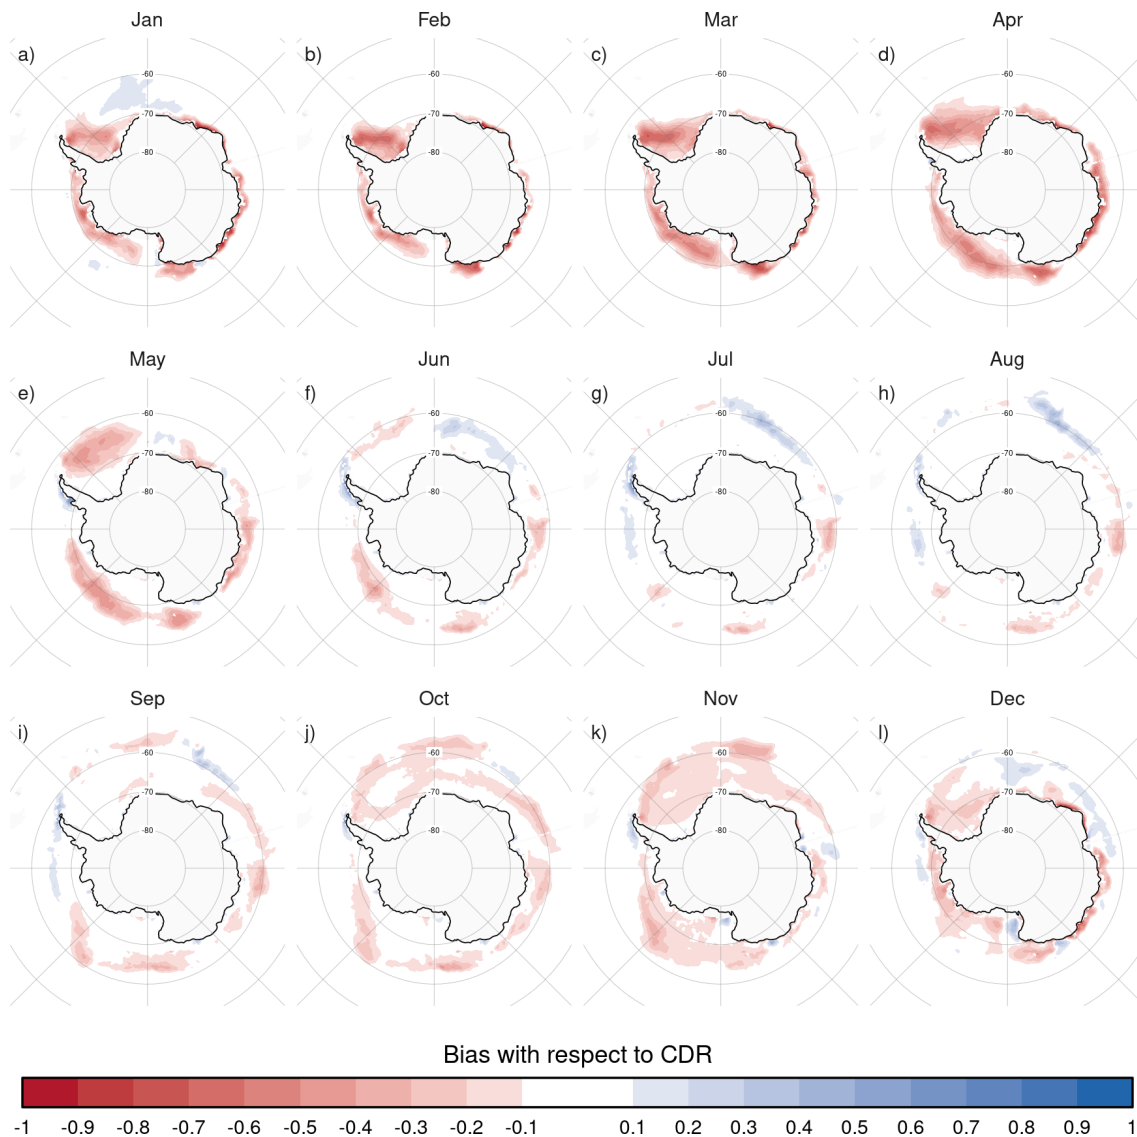 Jan Feb Mar Apr
a) b) c) d)
-60 -60 -60 -60
-70 -70 -70 -70
-80 -80 -80 -80
May Jun Jul Aug
e) f) g) h)
-60 -60 -60 -60
-70 -70 -70 -70
-80 -80 -80 -80
Sep Oct Nov Dec
i) j) k) l)
-60 -60 -60 -60
-70 -70 -70 -70
-80 -80 -80 -80
Bias with respect to CDR
-1 -0.9 -0.8 -0.7 -0.6 -0.5 -0.4 -0.3 -0.2 -0.1 0.1 0.2 0.3 0.4 0.5 0.6 0.7 0.8 0.9 1